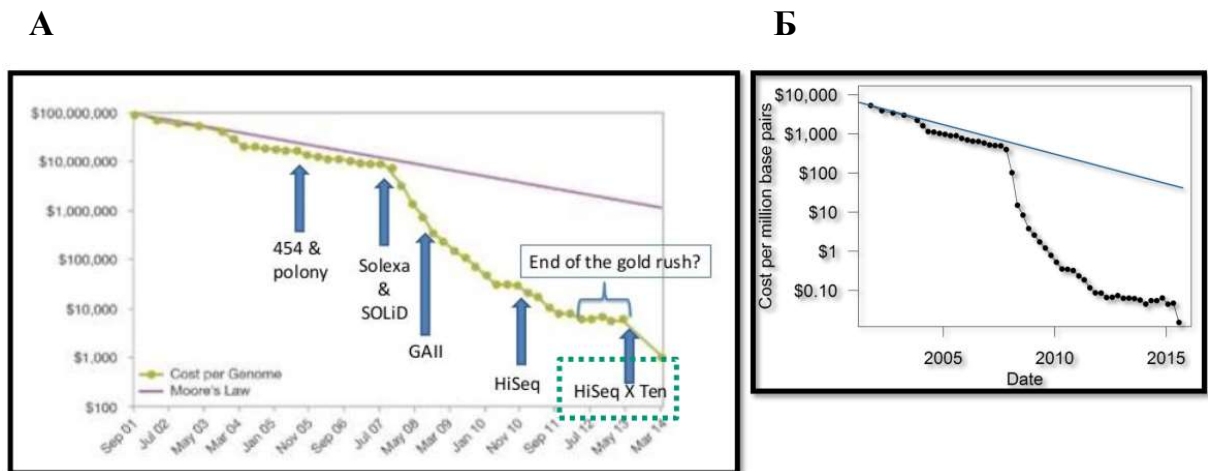 А
Б
$100,000,000
$10,000,000
$1,000,000
$100,000
$10,000
$1,000
$100
454 &
polony
Solexa
&
SOLiD
GAII
HiSeq
End of the gold rush?
HiSeq X Ten
Cost per Genome
Moore's Law
Sep 01
Jul 02
May 03
Mar 04
Jan 05
Nov 05
Sep 06
Jul 07
May 08
Mar 09
Jan 10
Nov 10
Sep 11
Jul 12
May 13
Mar 14
Cost per million base pairs
$10,000
$1,000
$100
$10
$1
$0.10
2005
2010
2015
Date